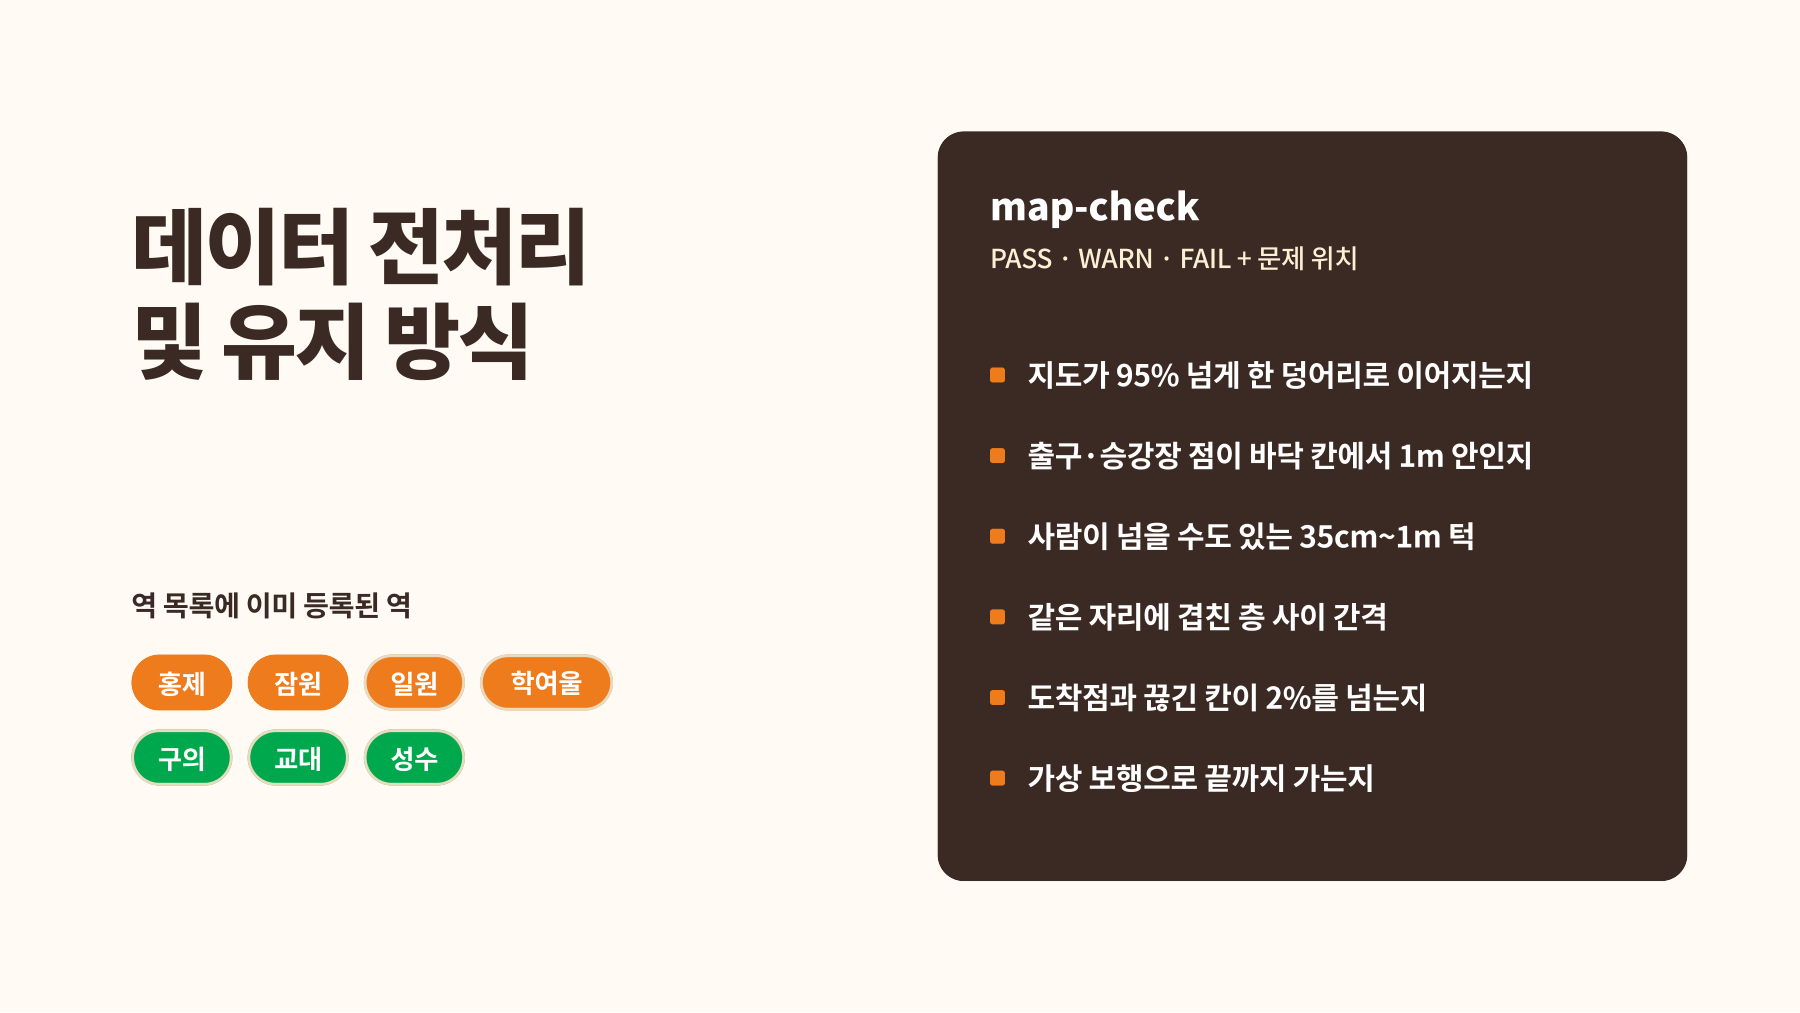 데이터 전처리
및 유지 방식
역 목록에 이미 등록된 역
홍제 잠원 일원 학여울
구의 교대 성수
map-check
PASS · WARN · FAIL + 문제 위치
지도가 95% 넘게 한 덩어리로 이어지는지
출구·승강장 점이 바닥 칸에서 1m 안인지
사람이 넘을 수도 있는 35cm~1m 턱
같은 자리에 겹친 층 사이 간격
도착점과 끊긴 칸이 2%를 넘는지
가상 보행으로 끝까지 가는지